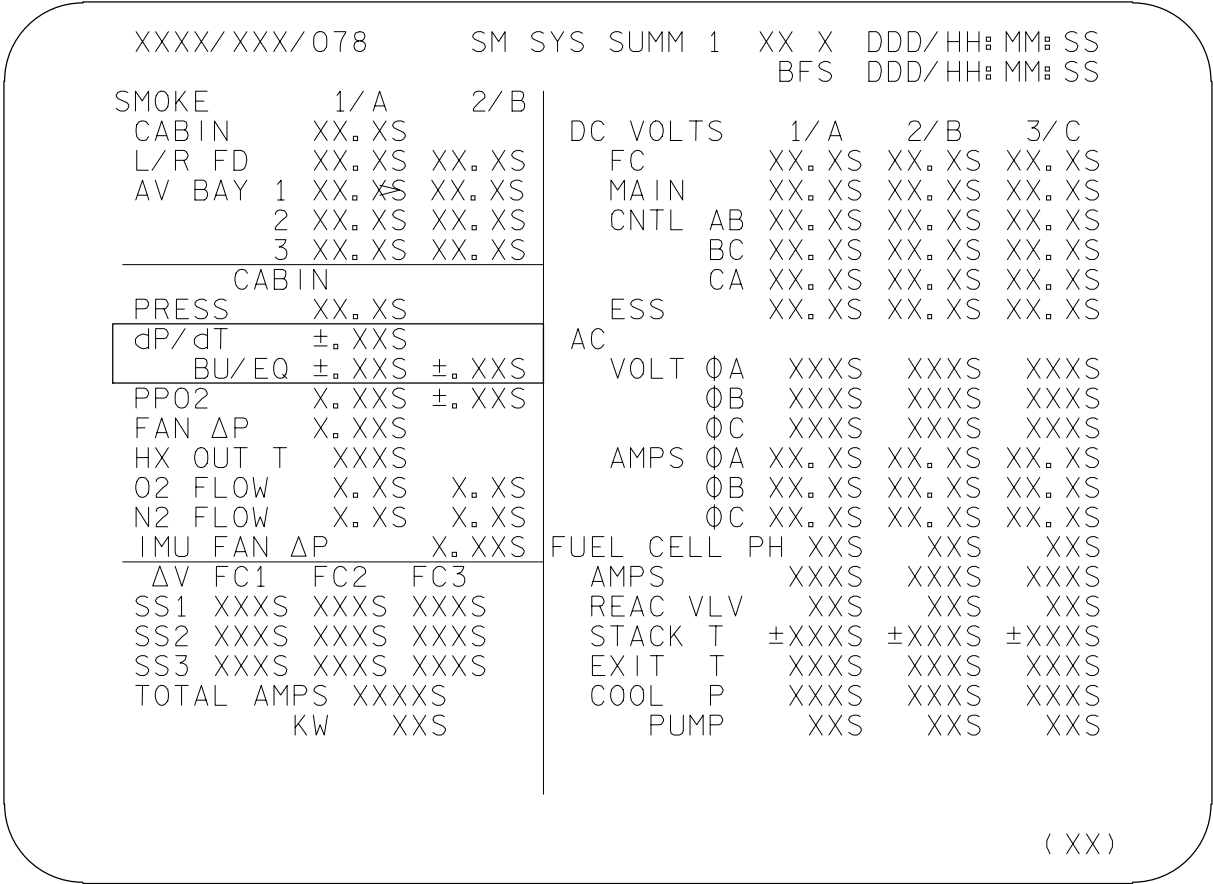 XXXX/XXX/078 SM SYS SUMM 1 XX X DDD/HH:MM:SS
BFS DDD/HH:MM:SS
SMOKE 1/A 2/B
CABIN XX.XS DC VOLTS 1/A 2/B 3/C
L/R FD XX.XS XX.XS FC XX.XS XX.XS XX.XS
AV BAY 1 XX.XS XX.XS MAIN XX.XS XX.XS XX.XS
2 XX.XS XX.XS CNTL AB XX.XS XX.XS XX.XS
3 XX.XS XX.XS BC XX.XS XX.XS XX.XS
CABIN CA XX.XS XX.XS XX.XS
PRESS XX.XS ESS XX.XS XX.XS XX.XS
dP/dT ±.XXS AC
BU/EQ ±.XXS ±.XXS VOLT ΦA XXXS XXXS XXXS
PPO2 X.XXS ±.XXS ΦB XXXS XXXS XXXS
FAN ΔP X.XXS ΦC XXXS XXXS XXXS
HX OUT T XXXS AMPS ΦA XX.XS XX.XS XX.XS
O2 FLOW X.XS X.XS ΦB XX.XS XX.XS XX.XS
N2 FLOW X.XS X.XS ΦC XX.XS XX.XS XX.XS
IMU FAN ΔP X.XXS FUEL CELL PH XXS XXS XXS
ΔV FC1 FC2 FC3 AMPS XXXS XXXS XXXS
SS1 XXXS XXXS XXXS REAC VLV XXS XXS XXS
SS2 XXXS XXXS XXXS STACK T ±XXXS ±XXXS ±XXXS
SS3 XXXS XXXS XXXS EXIT T XXXS XXXS XXXS
TOTAL AMPS XXXXS COOL P XXXS XXXS XXXS
KW XXS PUMP XXS XXS XXS
(XX)